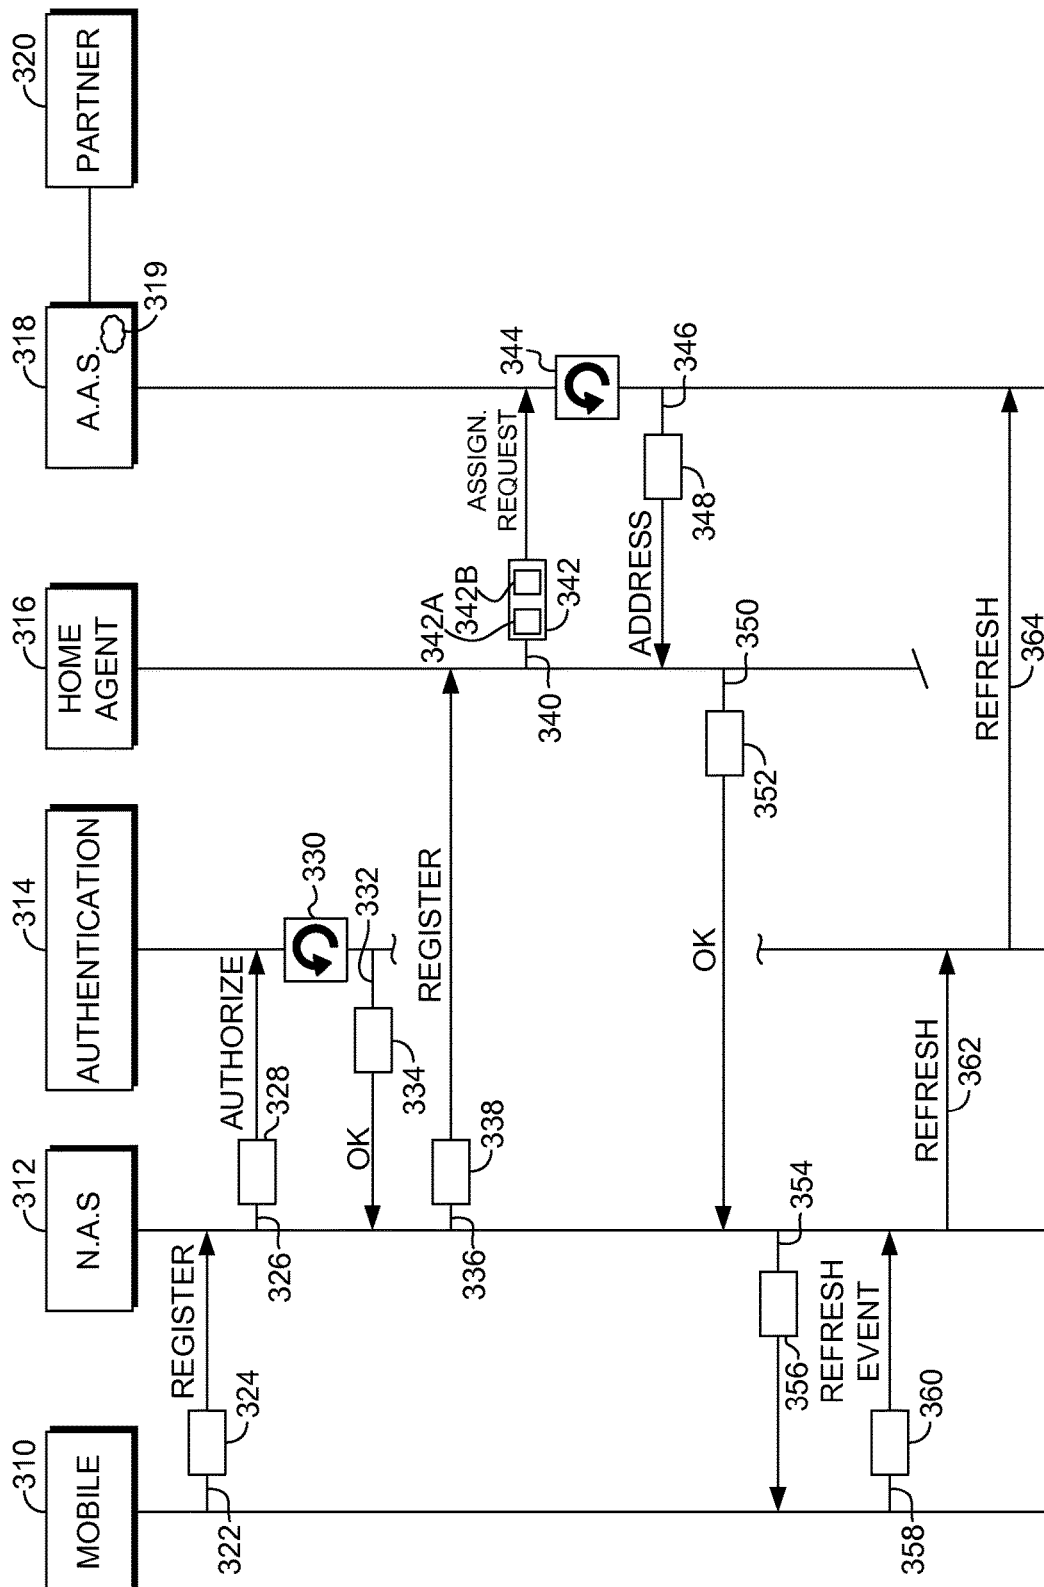 310
MOBILE
312
N.A.S
314
AUTHENTICATION
316
HOME
AGENT
318
A.A.S.
319
320
PARTNER
322
324
REGISTER
326
328
AUTHORIZE
330
332
334
OK
336
338
REGISTER
340
342A
342B
342
ASSIGN.
REQUEST
344
346
348
ADDRESS
350
352
OK
354
356
REFRESH
EVENT
358
360
REFRESH
362
REFRESH
364